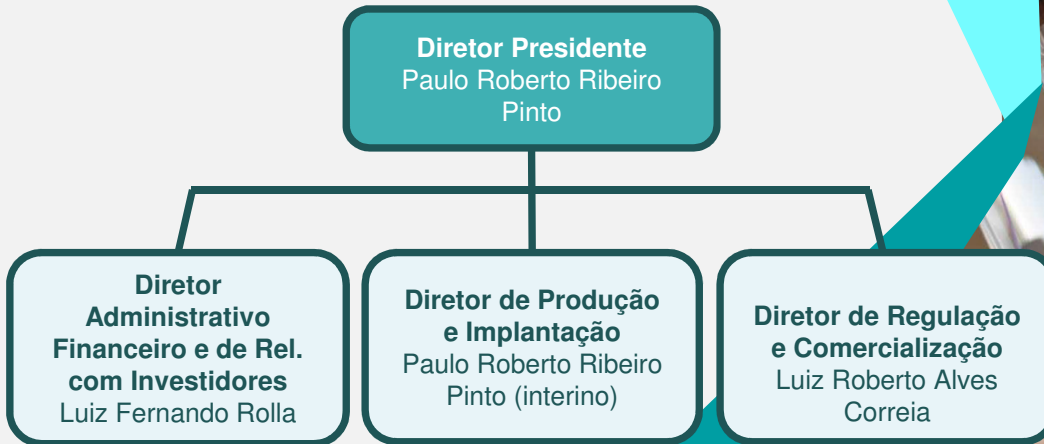 Diretor Presidente
Paulo Roberto Ribeiro
Pinto
Diretor
Administrativo
Financeiro e de Rel.
com Investidores
Luiz Fernando Rolla
Diretor de Produção
e Implantação
Paulo Roberto Ribeiro
Pinto (interino)
Diretor de Regulação
e Comercialização
Luiz Roberto Alves
Correia